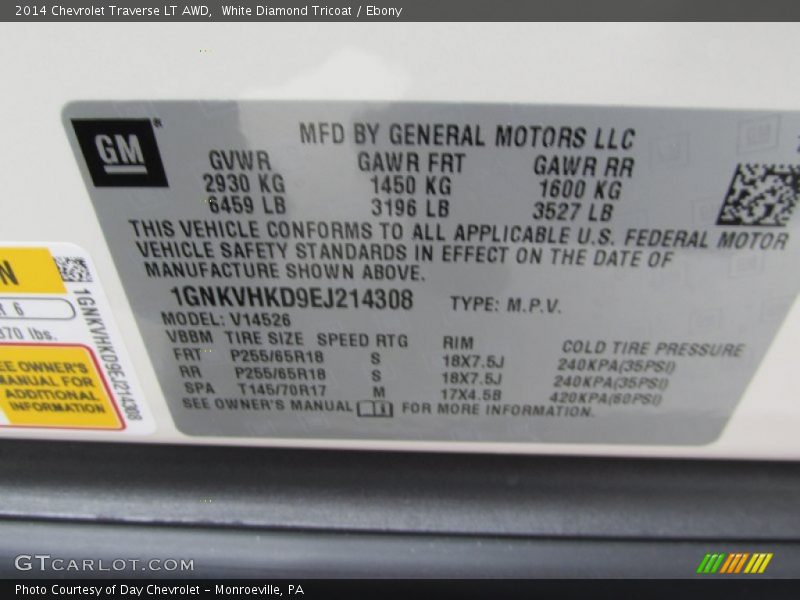 2014 Chevrolet Traverse LT AWD, White Diamond Tricoat / Ebony
GM®
MFD BY GENERAL MOTORS LLC
GVWR GAWR FRT GAWR RR
2930 KG 1450 KG 1600 KG
6459 LB 3196 LB 3527 LB
THIS VEHICLE CONFORMS TO ALL APPLICABLE U.S. FEDERAL MOTOR
VEHICLE SAFETY STANDARDS IN EFFECT ON THE DATE OF
MANUFACTURE SHOWN ABOVE.
1GNKVHKD9EJ214308 TYPE: M.P.V.
MODEL: V14526
VBBM TIRE SIZE SPEED RTG RIM COLD TIRE PRESSURE
FRT P255/65R18 S 18X7.5J 240KPA(35PSI)
RR P255/65R18 S 18X7.5J 240KPA(35PSI)
SPA T145/70R17 M 17X4.5B 420KPA(60PSI)
SEE OWNER'S MANUAL FOR MORE INFORMATION.
N
R 6
370 lbs.
SEE OWNER'S
MANUAL FOR
ADDITIONAL
INFORMATION
1GNKVHKD9EJ214308
GTCARLOT.COM
Photo Courtesy of Day Chevrolet - Monroeville, PA